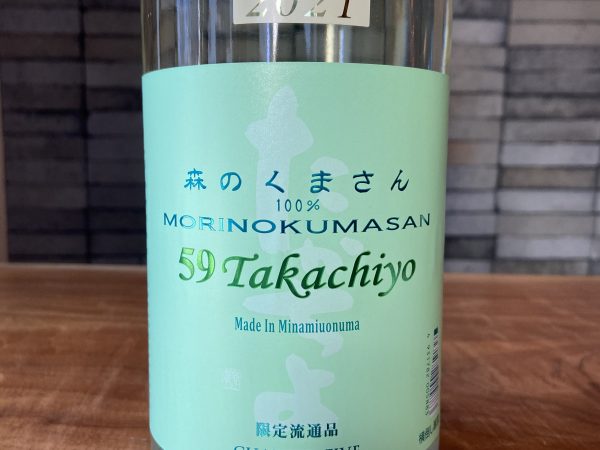 2021
森のくまさん
100%
MORINOKUMASAN
59 Takachiyo
Made In Minamiuonuma
限定流通品